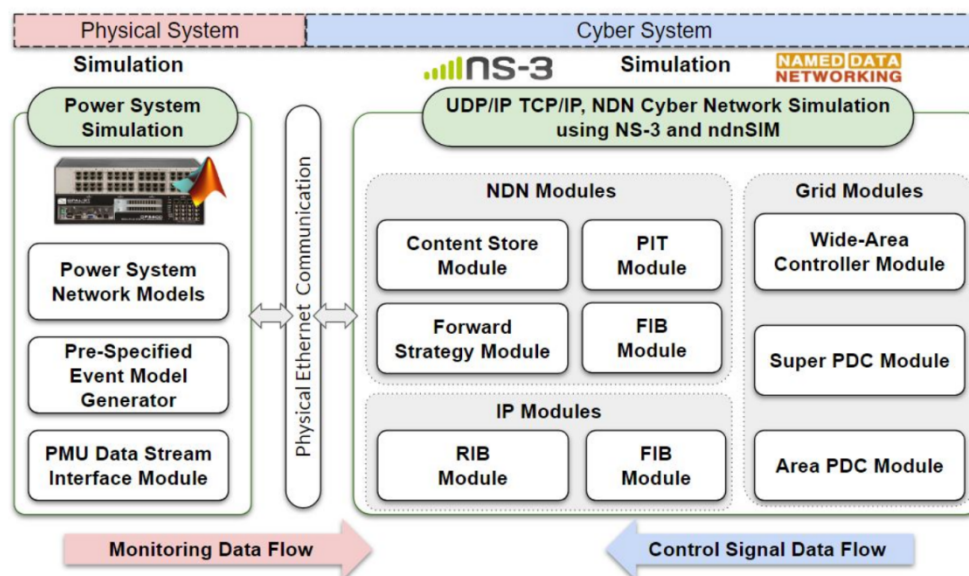 Physical System
Cyber System
Simulation
ns-3
Simulation
NAMED DATA
NETWORKING
Power System
Simulation
Power System
Network Models
Pre-Specified
Event Model
Generator
PMU Data Stream
Interface Module
Physical Ethernet Communication
UDP/IP TCP/IP, NDN Cyber Network Simulation
using NS-3 and ndnSIM
NDN Modules
Content Store
Module
PIT
Module
Forward
Strategy Module
FIB
Module
IP Modules
RIB
Module
FIB
Module
Grid Modules
Wide-Area
Controller Module
Super PDC Module
Area PDC Module
Monitoring Data Flow
Control Signal Data Flow